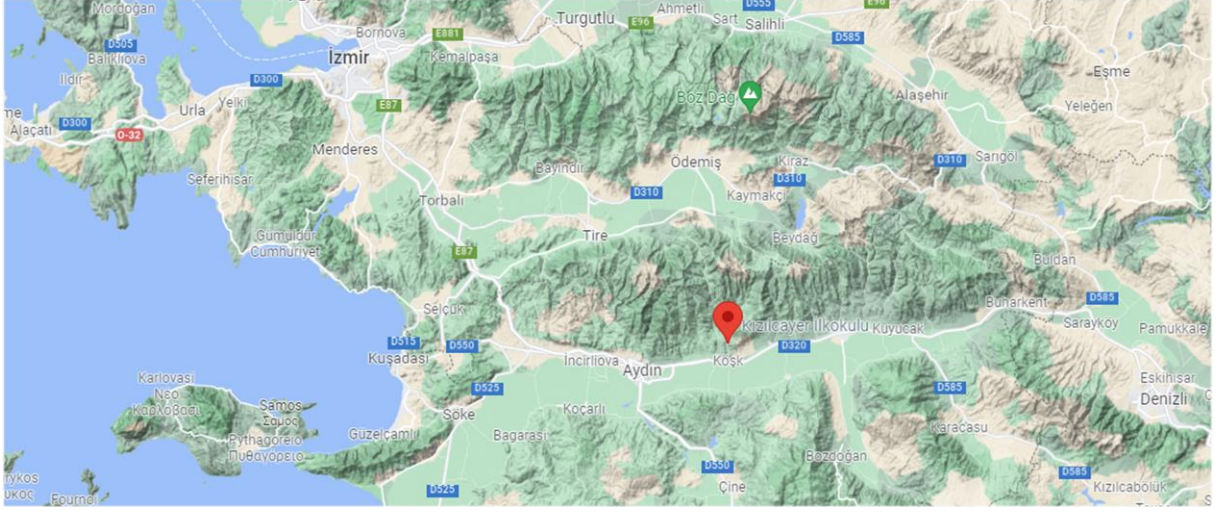 Mordoğan
Turgutlu
Ahmetli
D555
Sart
Salihli
E96
E96
D505
Bornova
E881
D585
Balıklıova
İzmir
Kemalpaşa
Ildır
D300
Eşme
Boz Dağ
Alaşehir
Urla
Yelki
E87
Yeleğen
D300
Alaçatı
O-32
Menderes
Seferihisar
Bayındır
Ödemiş
Kiraz
D310
Sarıgöl
D310
D310
Kaymakçı
Torbalı
Gümüldür
Cumhuriyet
Tire
Beydağ
E87
Buldan
Selçuk
Kızılcayer İlkokulu
Kuyucak
Bunarkent
D585
Sarayköy
Pamukkale
D515
D550
D320
Kuşadası
İncirliova
Aydın
Köşk
Karlovasi
Νέο
Καρλόβασι
D525
D585
Eskihisar
Denizli
Samos
Σάμος
Söke
Koçarlı
Karacasu
Pythagoreio
Πυθαγόρειο
Güzelçamlı
Bagarası
Bozdoğan
D550
D585
D525
Çine
Kızılcabölük
Fournoi